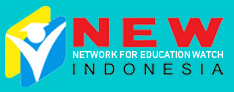 NEW
NETWORK FOR EDUCATION WATCH
INDONESIA